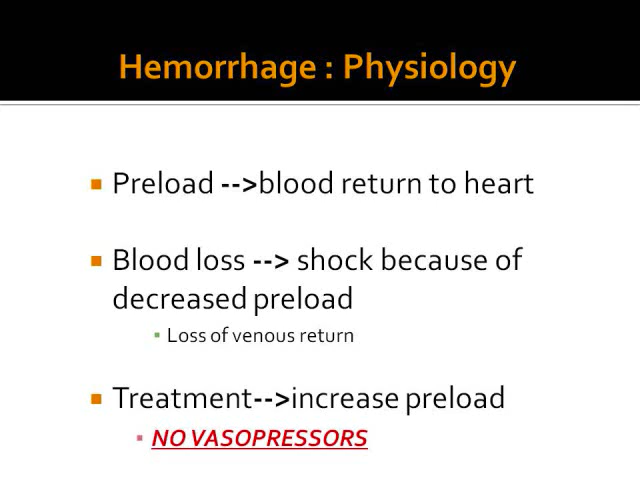 Hemorrhage : Physiology
Preload -->blood return to heart
Blood loss --> shock because of
decreased preload
Loss of venous return
Treatment-->increase preload
NO VASOPRESSORS